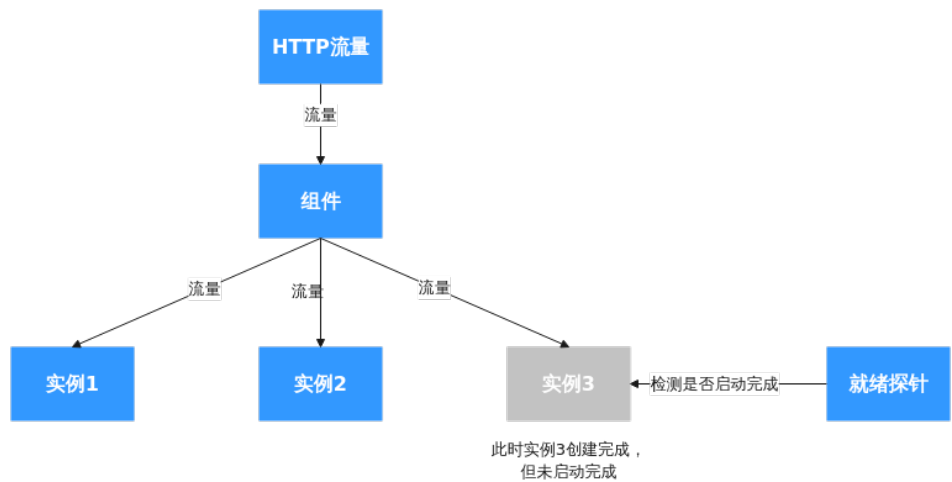 HTTP流量
流量
组件
流量
流量
流量
实例1
实例2
实例3
检测是否启动完成
就绪探针
此时实例3创建完成，
但未启动完成